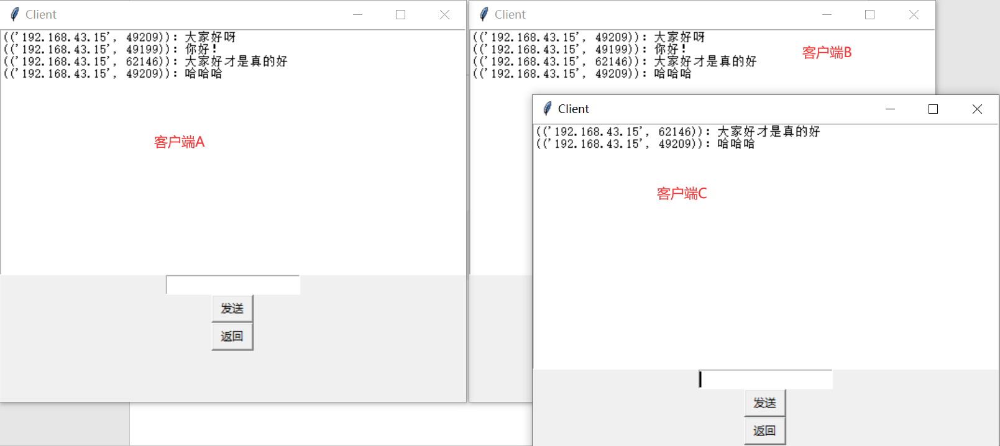 Client
(('192.168.43.15', 49209)): 大家好呀
(('192.168.43.15', 49199)): 你好!
(('192.168.43.15', 62146)): 大家好才是真的好
(('192.168.43.15', 49209)): 哈哈哈
客户端A
发送
返回
Client
(('192.168.43.15', 49209)): 大家好呀
(('192.168.43.15', 49199)): 你好!
(('192.168.43.15', 62146)): 大家好才是真的好
(('192.168.43.15', 49209)): 哈哈哈
客户端B
Client
(('192.168.43.15', 62146)): 大家好才是真的好
(('192.168.43.15', 49209)): 哈哈哈
客户端C
发送
返回